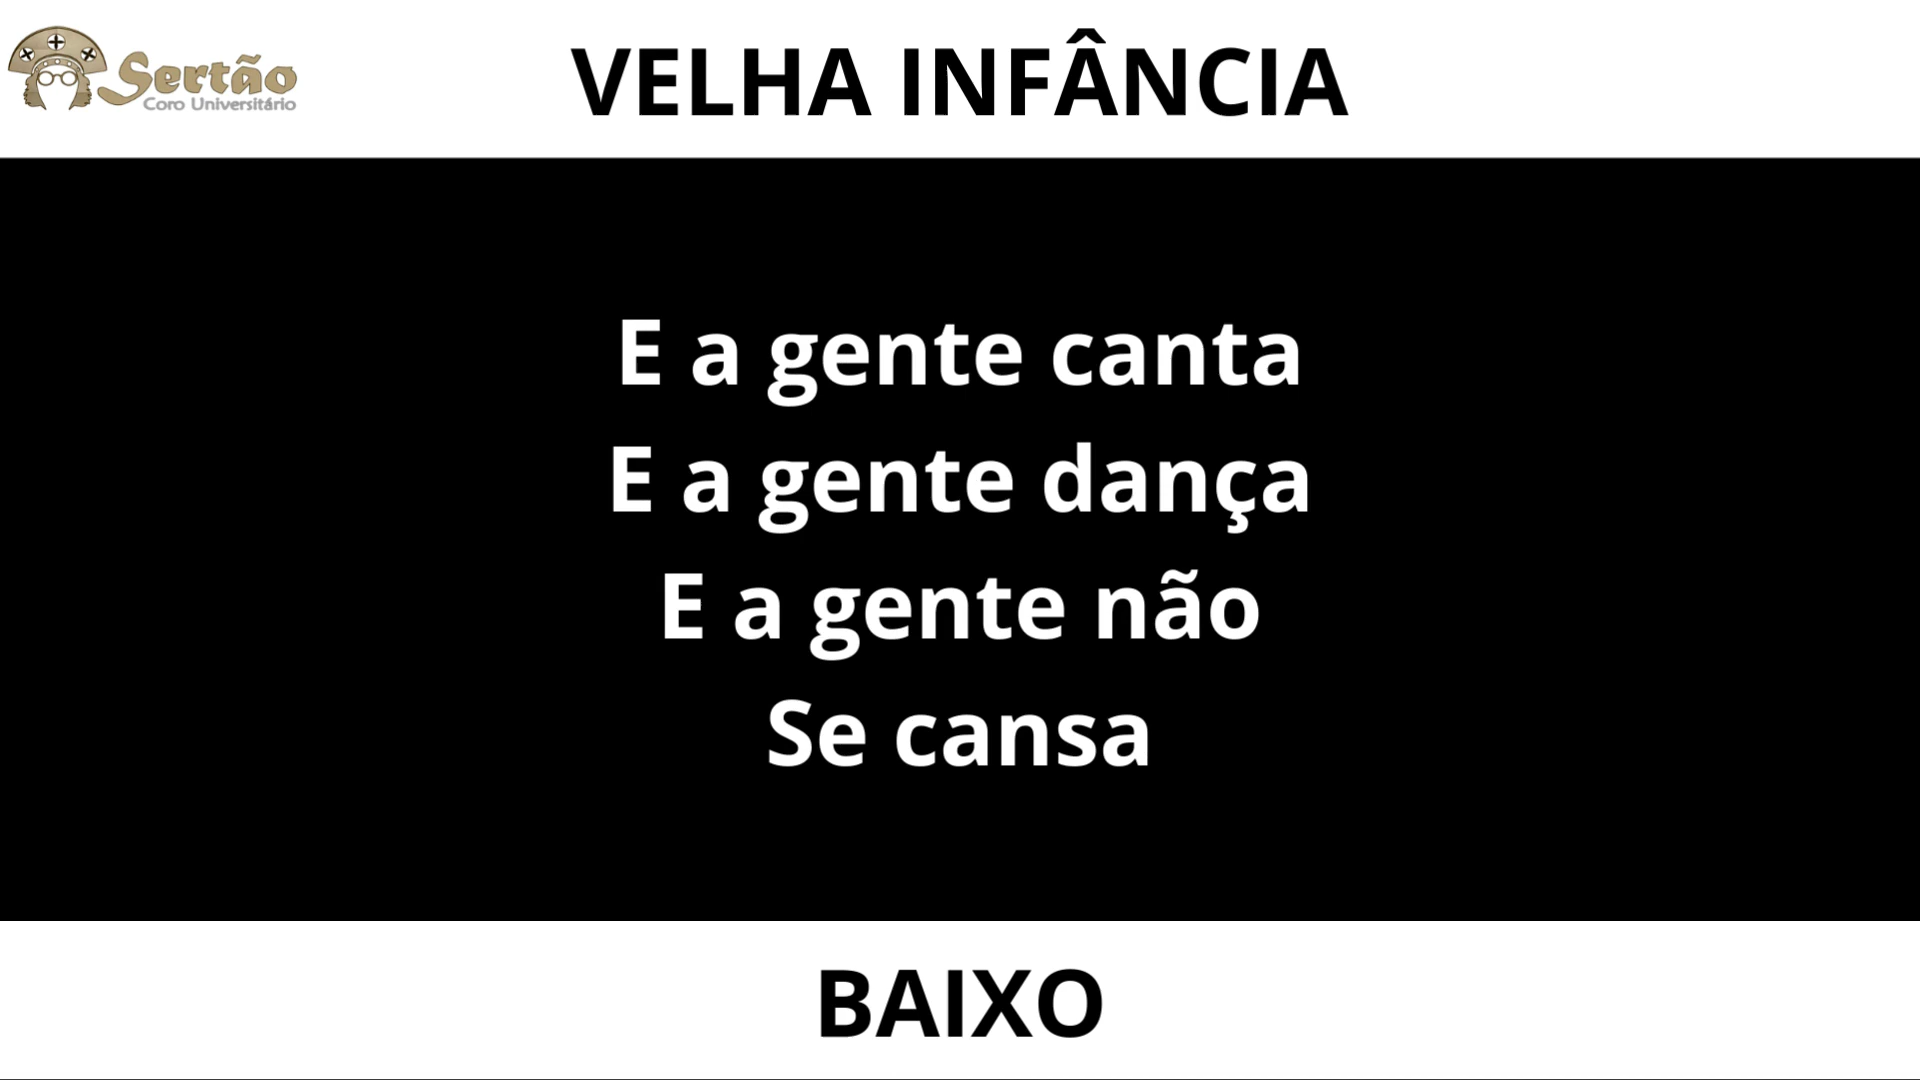 Sertão
Coro Universitário
VELHA INFÂNCIA
E a gente canta
E a gente dança
E a gente não
Se cansa
BAIXO